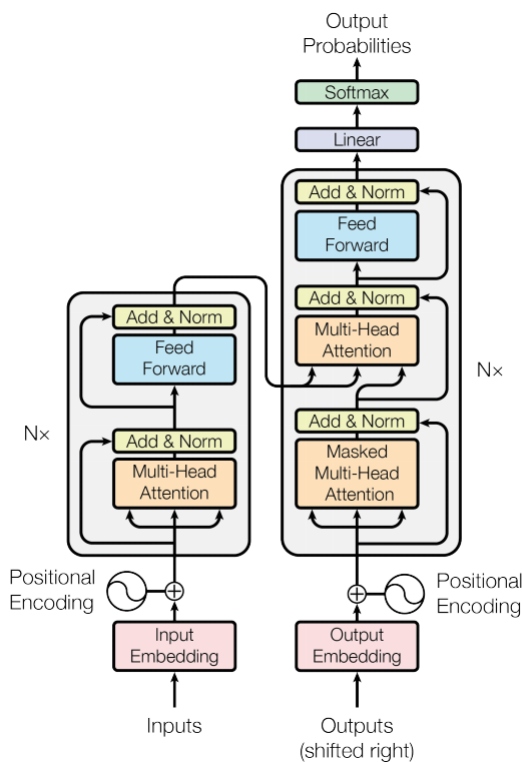 Output
Probabilities
Softmax
Linear
Add & Norm
Feed
Forward
Add & Norm
Multi-Head
Attention
Add & Norm
Masked
Multi-Head
Attention
N×
Add & Norm
Feed
Forward
Add & Norm
Multi-Head
Attention
N×
Positional
Encoding
Positional
Encoding
Input
Embedding
Output
Embedding
Inputs
Outputs
(shifted right)